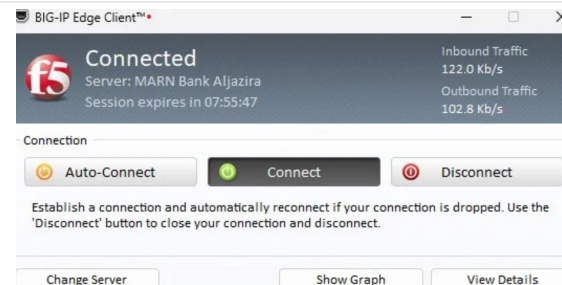 BIG-IP Edge Client™
f5
Connected
Server: MARN Bank Aljazira
Session expires in 07:55:47
Inbound Traffic
122.0 Kb/s
Outbound Traffic
102.8 Kb/s
Connection
Auto-Connect
Connect
Disconnect
Establish a connection and automatically reconnect if your connection is dropped. Use the
'Disconnect' button to close your connection and disconnect.
Change Server
Show Graph
View Details